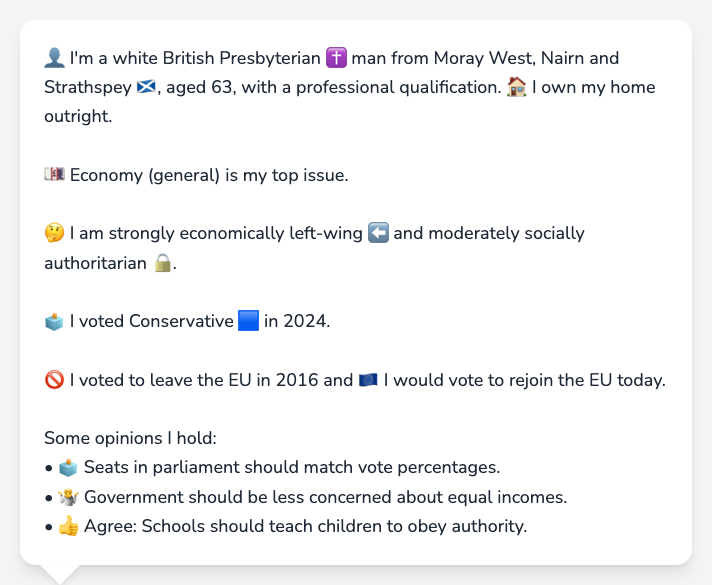 👤 I'm a white British Presbyterian ✝️ man from Moray West, Nairn and
Strathspey 🏴󠁧󠁢󠁳󠁣󠁴󠁿, aged 63, with a professional qualification. 🏠 I own my home
outright.
💷 Economy (general) is my top issue.
🤔 I am strongly economically left-wing ⬅️ and moderately socially
authoritarian 🔒.
🗳️ I voted Conservative 🟦 in 2024.
🚫 I voted to leave the EU in 2016 and 🇪🇺 I would vote to rejoin the EU today.
Some opinions I hold:
• 🗳️ Seats in parliament should match vote percentages.
• 🤷 Government should be less concerned about equal incomes.
• 👍 Agree: Schools should teach children to obey authority.